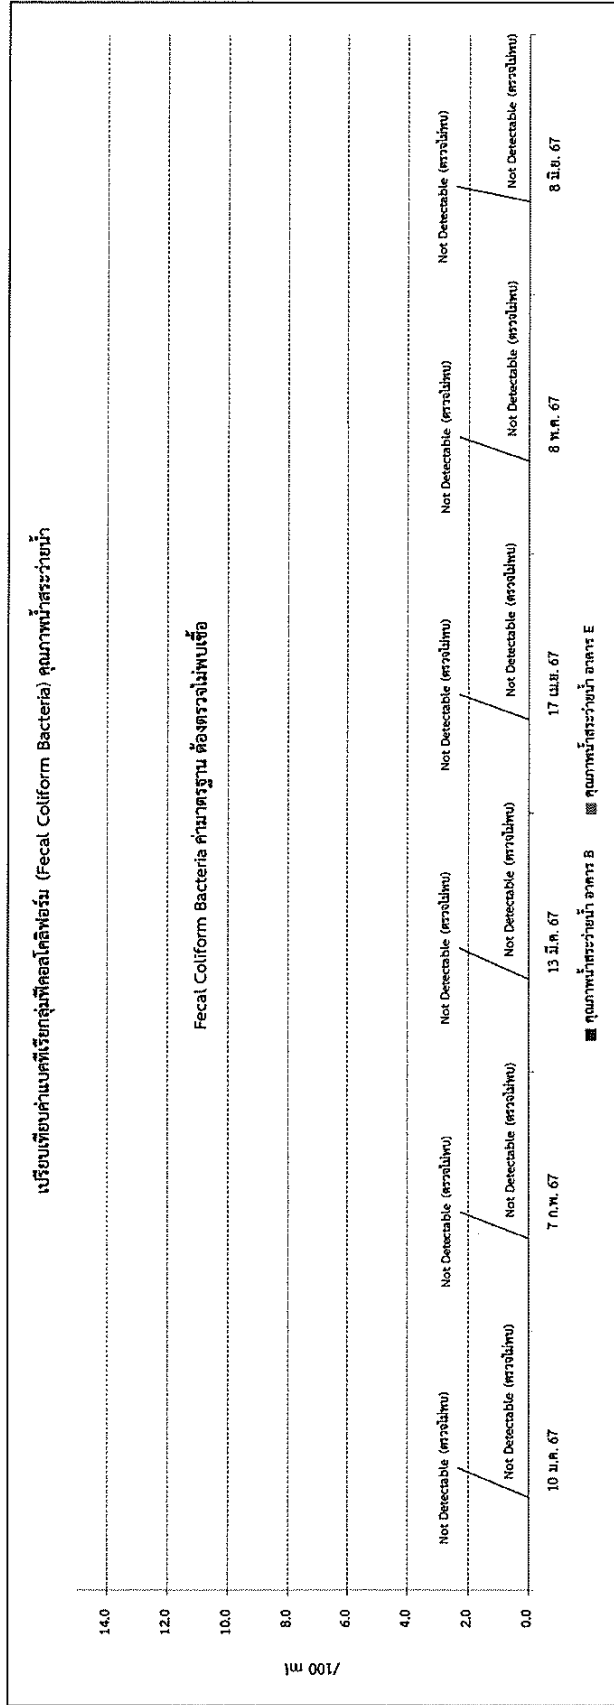 เปรียบเทียบค่าแบคทีเรียกลุ่มฟีคอลโคลิฟอร์ม (Fecal Coliform Bacteria) คุณภาพน้ำสระว่ายน้ำ
Fecal Coliform Bacteria ค่ามาตรฐาน ต้องตรวจไม่พบเชื้อ
/100 ml
14.0
12.0
10.0
8.0
6.0
4.0
2.0
0.0
Not Detectable (ตรวจไม่พบ)
Not Detectable (ตรวจไม่พบ)
Not Detectable (ตรวจไม่พบ)
Not Detectable (ตรวจไม่พบ)
Not Detectable (ตรวจไม่พบ)
Not Detectable (ตรวจไม่พบ)
Not Detectable (ตรวจไม่พบ)
Not Detectable (ตรวจไม่พบ)
Not Detectable (ตรวจไม่พบ)
Not Detectable (ตรวจไม่พบ)
Not Detectable (ตรวจไม่พบ)
Not Detectable (ตรวจไม่พบ)
10 ม.ค. 67
7 ก.พ. 67
13 มี.ค. 67
17 เม.ย. 67
8 พ.ค. 67
8 มิ.ย. 67
คุณภาพน้ำสระว่ายน้ำ อาคาร B
คุณภาพน้ำสระว่ายน้ำ อาคาร E